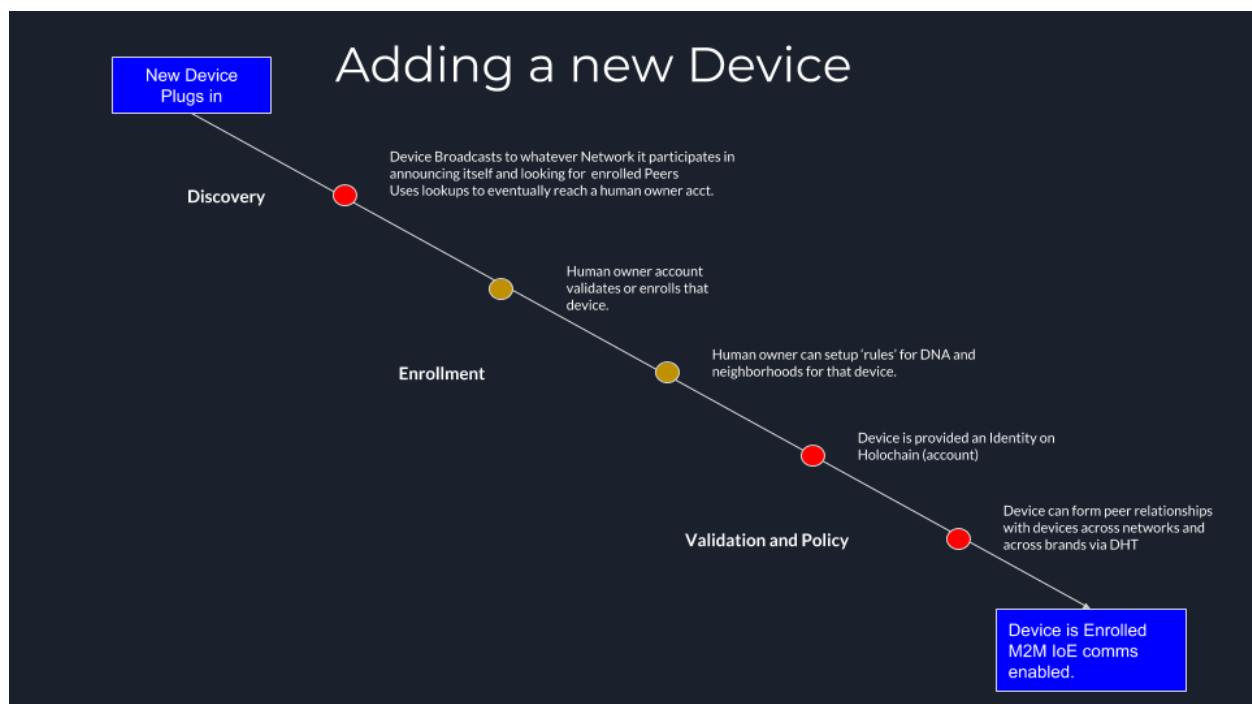 Adding a new Device
New Device
Plugs in
Device Broadcasts to whatever Network it participates in
announcing itself and looking for enrolled Peers
Uses lookups to eventually reach a human owner acct.
Discovery
Human owner account
validates or enrolls that
device.
Human owner can setup ‘rules’ for DNA and
neighborhoods for that device.
Enrollment
Device is provided an Identity on
Holochain (account)
Device can form peer relationships
with devices across networks and
across brands via DHT
Validation and Policy
Device is Enrolled
M2M IoE comms
enabled.